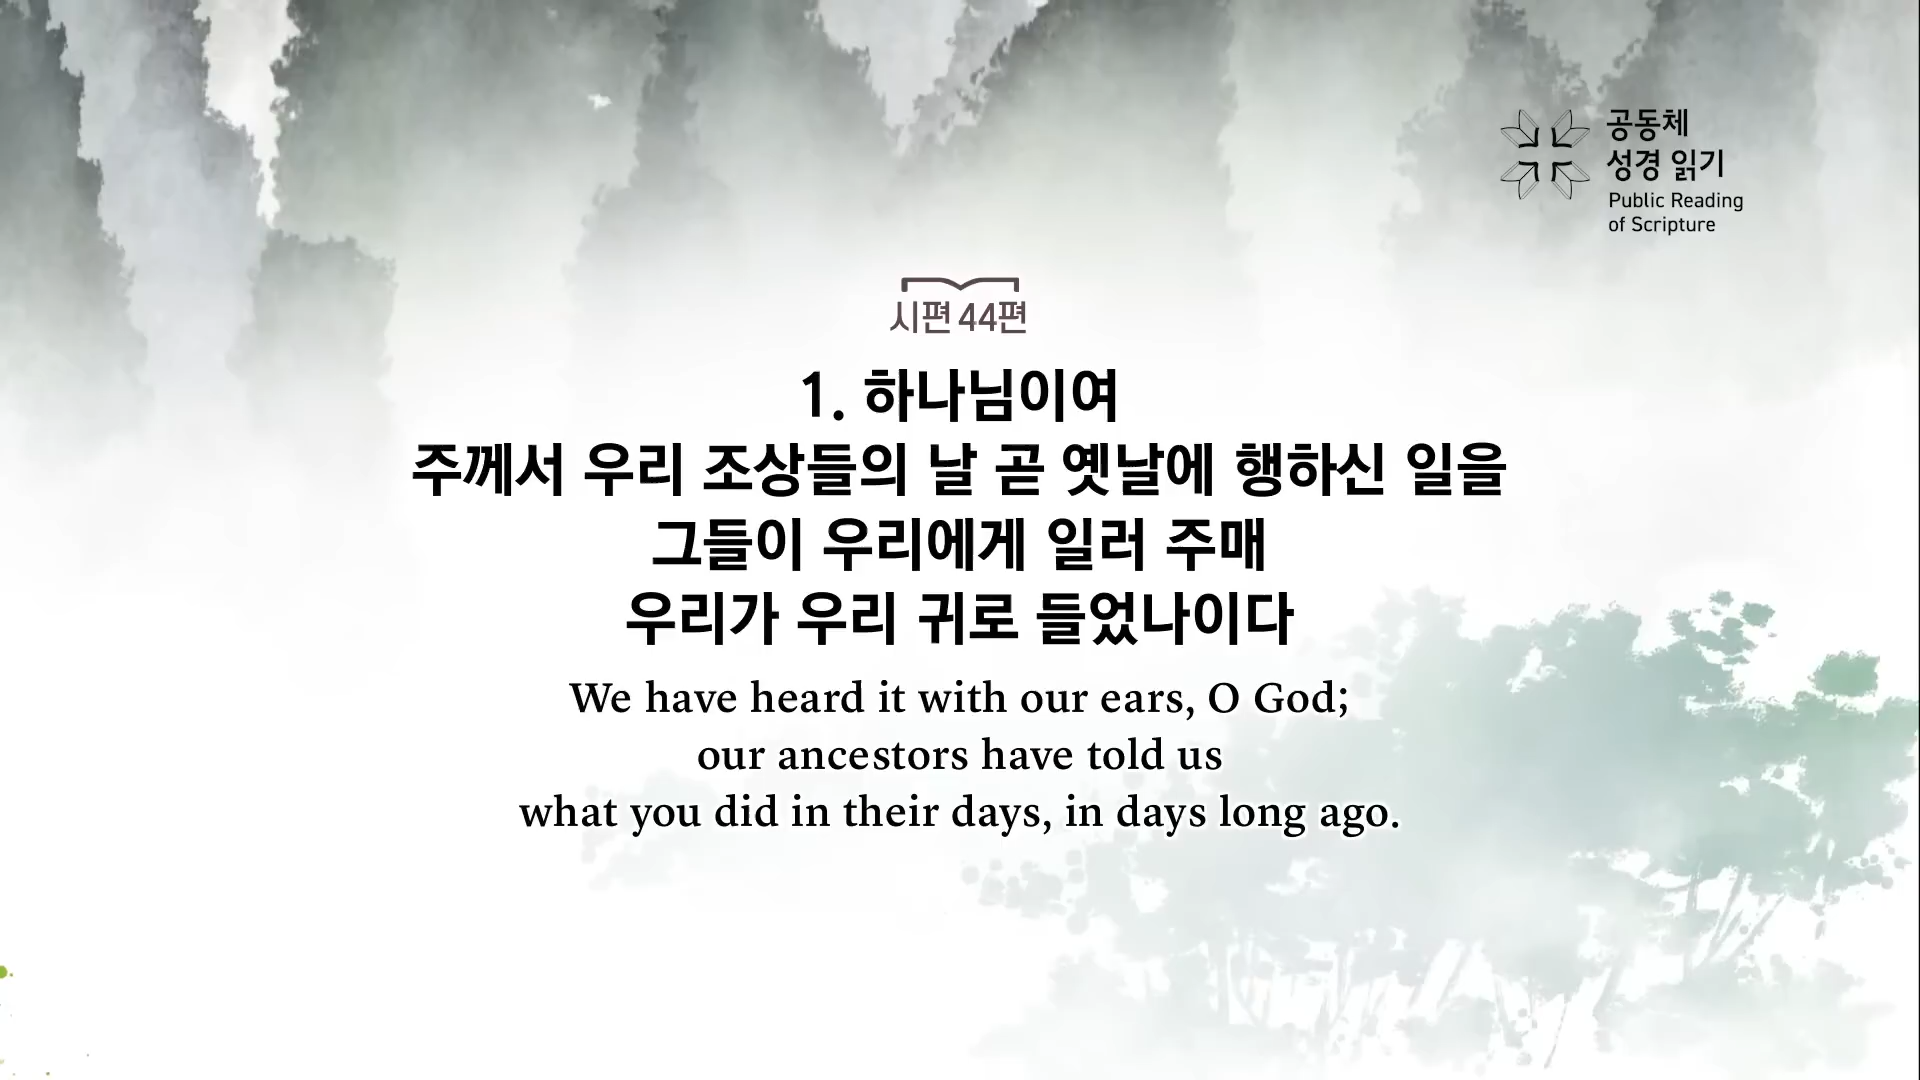 공동체
성경 읽기
Public Reading
of Scripture
시편 44편
1. 하나님이여
주께서 우리 조상들의 날 곧 옛날에 행하신 일을
그들이 우리에게 일러 주매
우리가 우리 귀로 들었나이다
We have heard it with our ears, O God;
our ancestors have told us
what you did in their days, in days long ago.